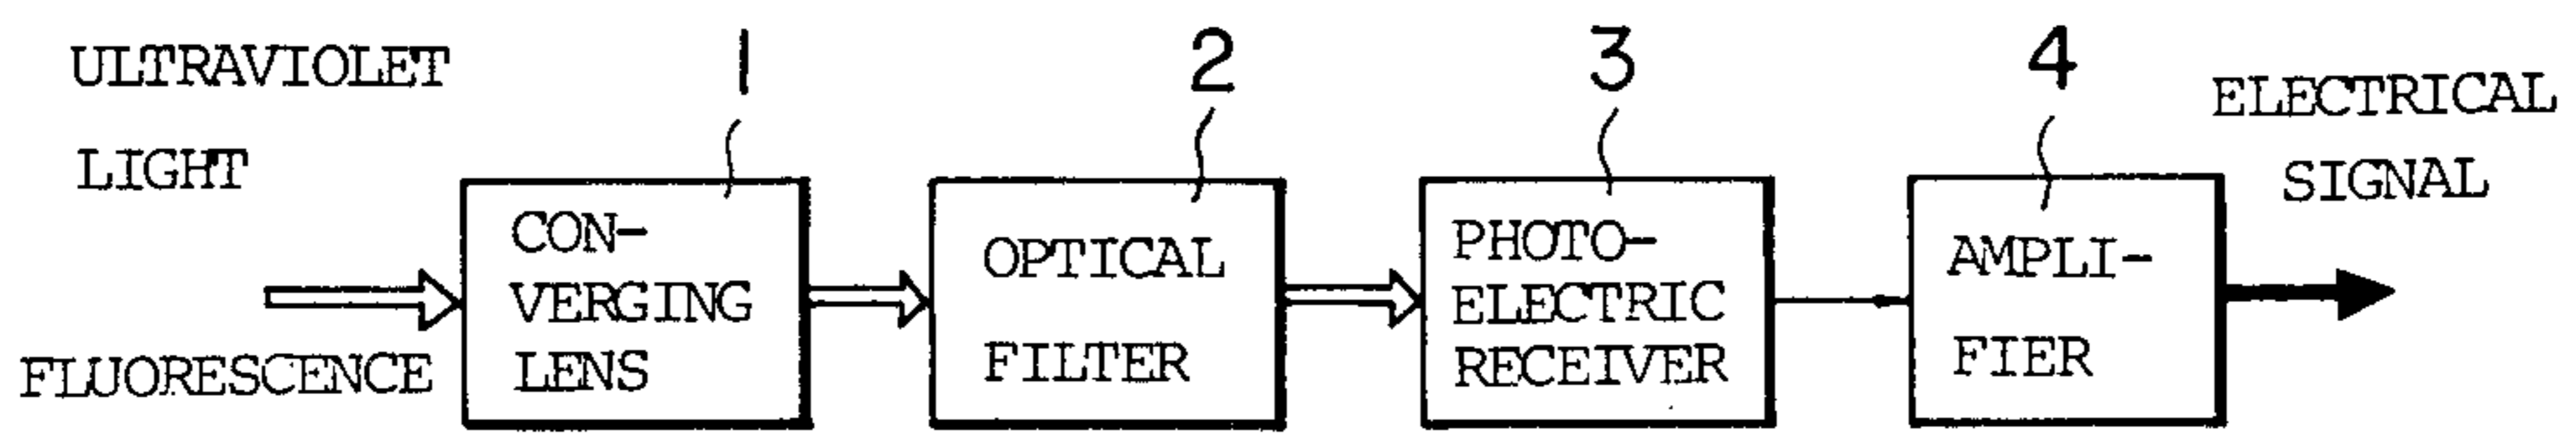 ULTRAVIOLET
LIGHT
FLUORESCENCE
1
CON-
VERGING
LENS
2
OPTICAL
FILTER
3
PHOTO-
ELECTRIC
RECEIVER
4
AMPLI-
FIER
ELECTRICAL
SIGNAL